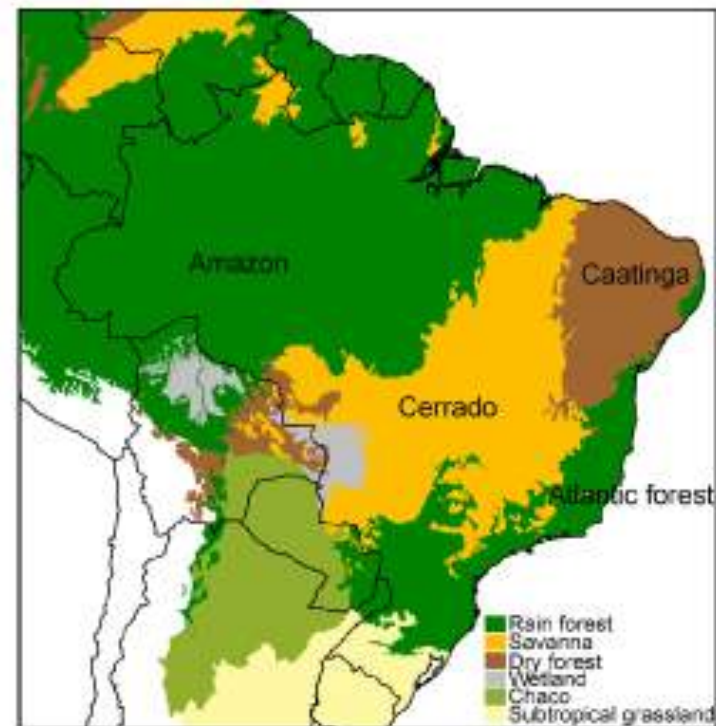 Amazon
Caatinga
Cerrado
Atlantic forest
Rain forest
Savanna
Dry forest
Wetland
Chaco
Subtropical grassland